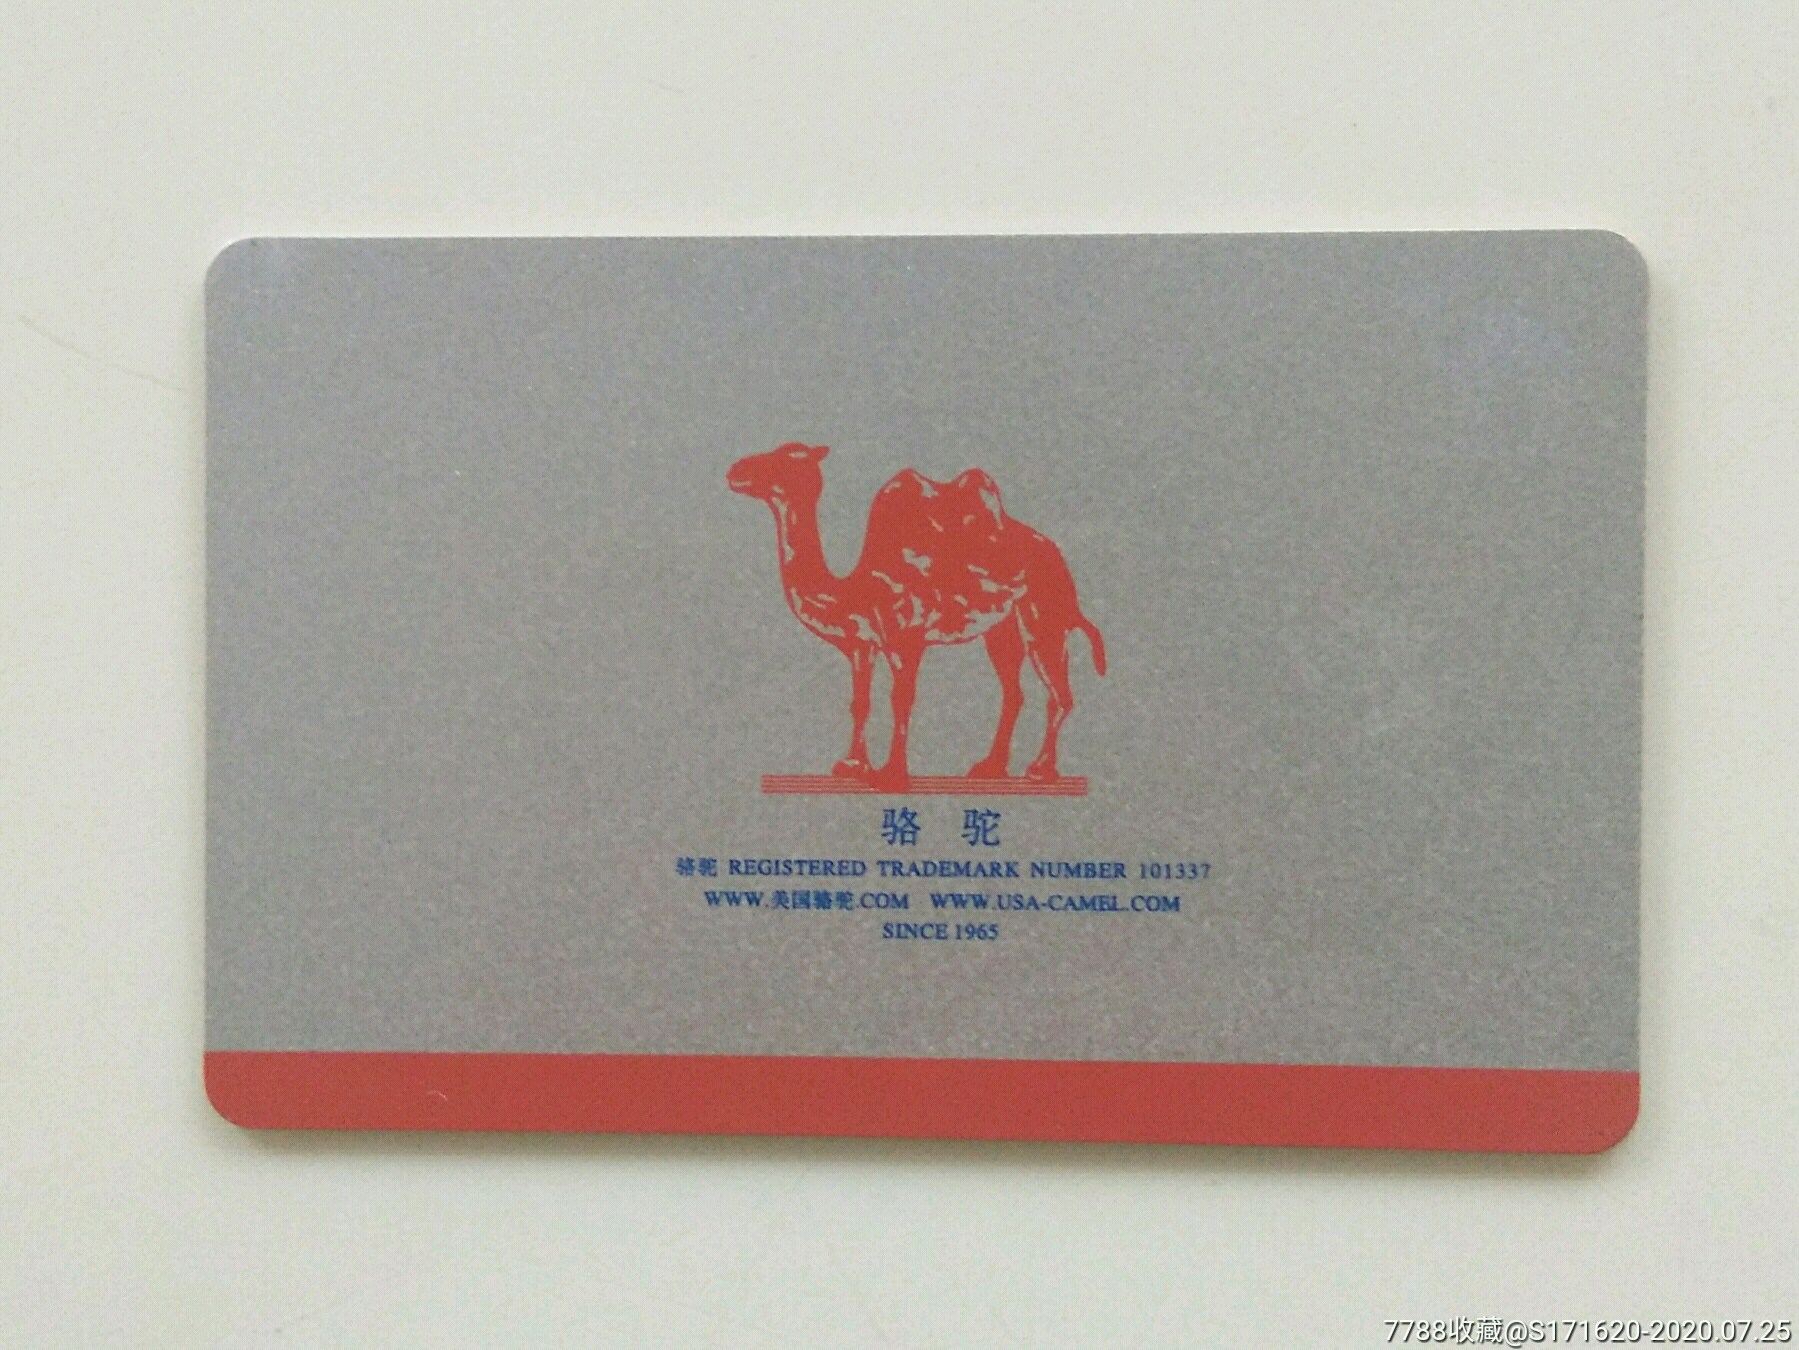 骆 驼
骆驼 REGISTERED TRADEMARK NUMBER 101337
WWW.美国骆驼.COM WWW.USA-CAMEL.COM
SINCE 1965
7788收藏@S171620-2020.07.25